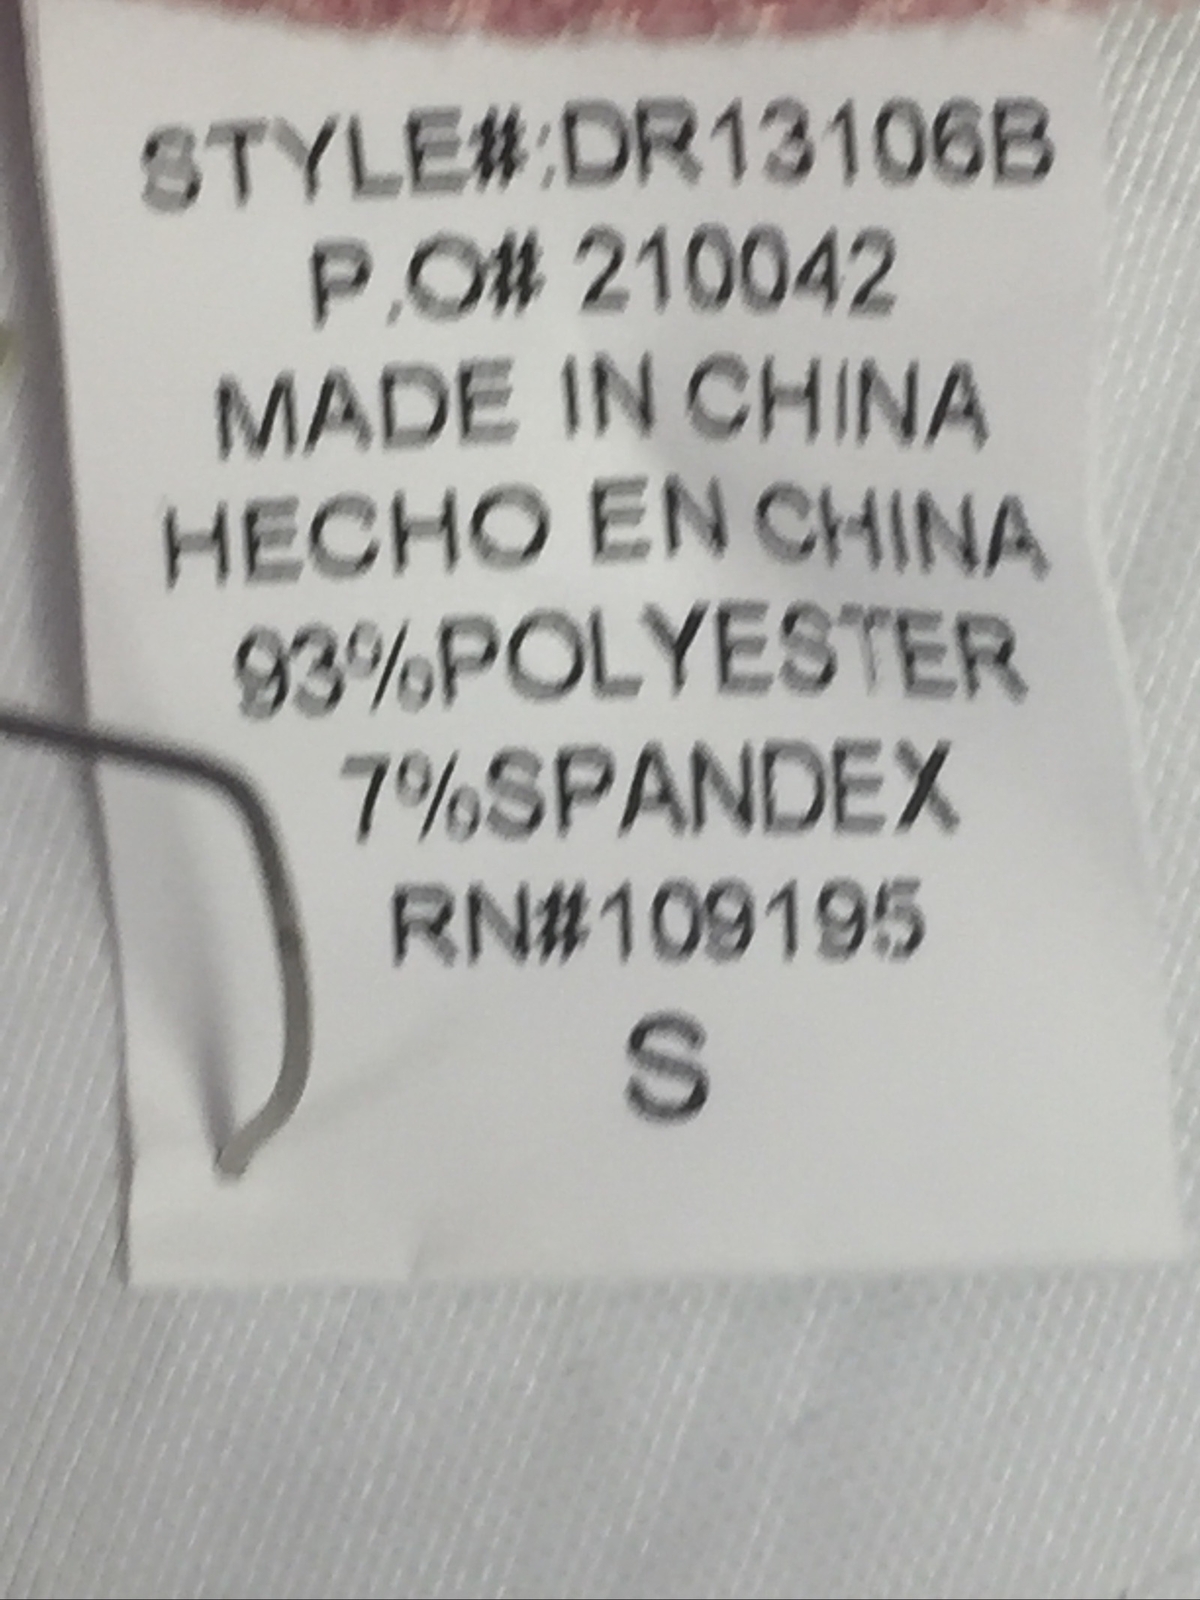 STYLE#:DR13106B
P.O# 210042
MADE IN CHINA
HECHO EN CHINA
93%POLYESTER
7%SPANDEX
RN#109195
S